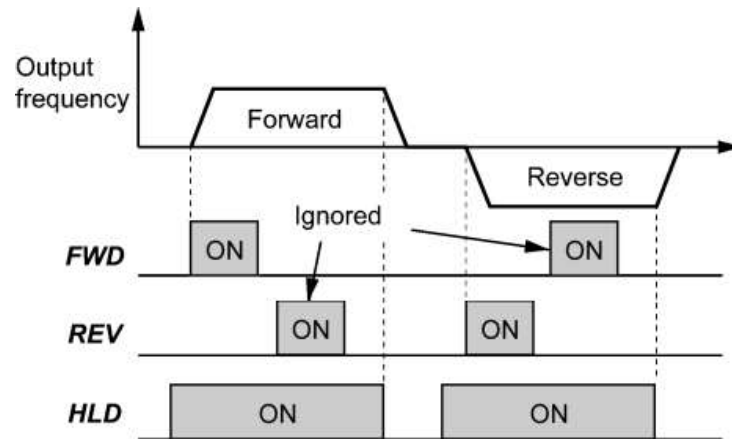 Output
frequency
Forward
Reverse
Ignored
FWD
ON
ON
REV
ON
ON
HLD
ON
ON